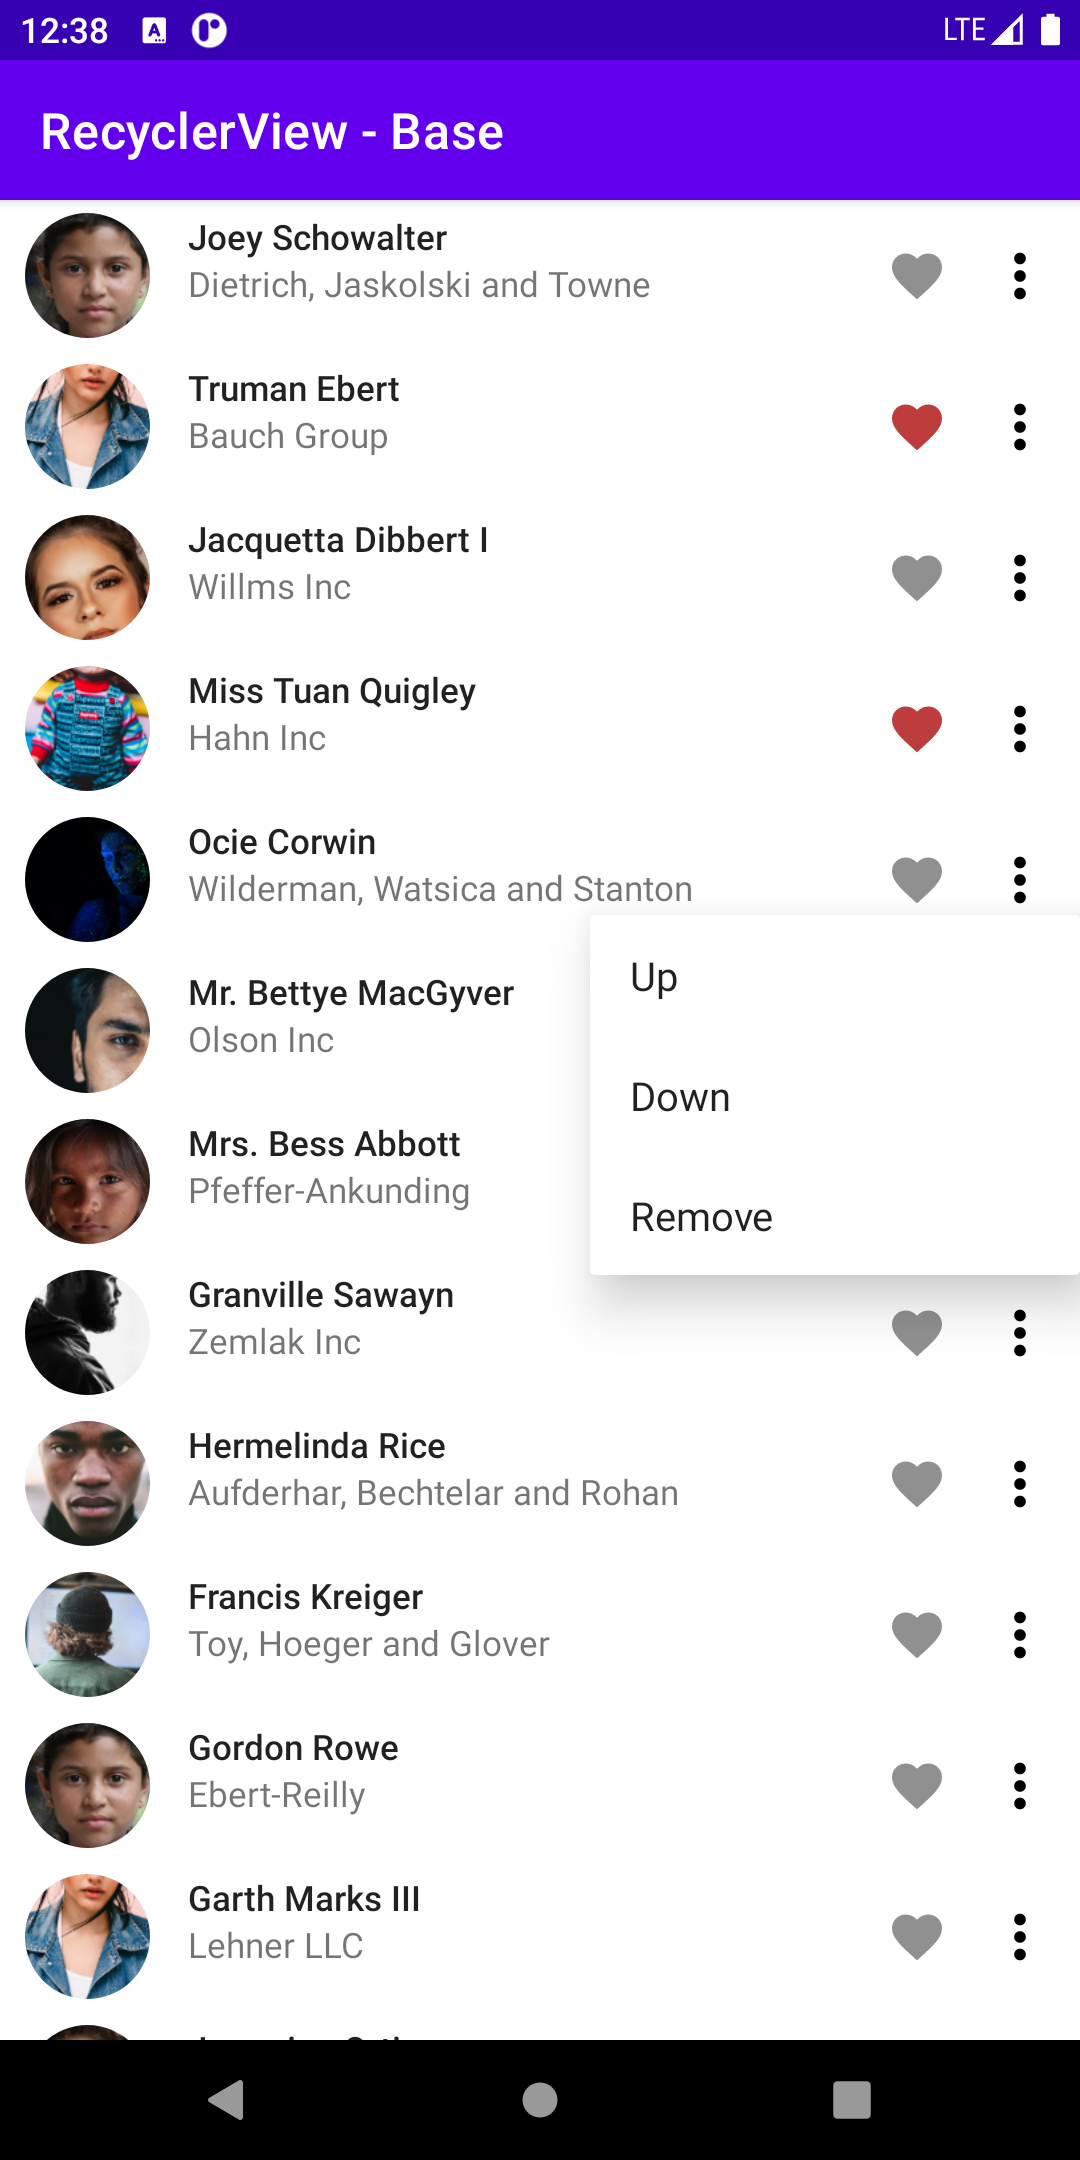 12:38
LTE
RecyclerView - Base
Joey Schowalter
Dietrich, Jaskolski and Towne
Truman Ebert
Bauch Group
Jacquetta Dibbert I
Willms Inc
Miss Tuan Quigley
Hahn Inc
Ocie Corwin
Wilderman, Watsica and Stanton
Up
Mr. Bettye MacGyver
Olson Inc
Down
Mrs. Bess Abbott
Pfeffer-Ankunding
Remove
Granville Sawayn
Zemlak Inc
Hermelinda Rice
Aufderhar, Bechtelar and Rohan
Francis Kreiger
Toy, Hoeger and Glover
Gordon Rowe
Ebert-Reilly
Garth Marks III
Lehner LLC